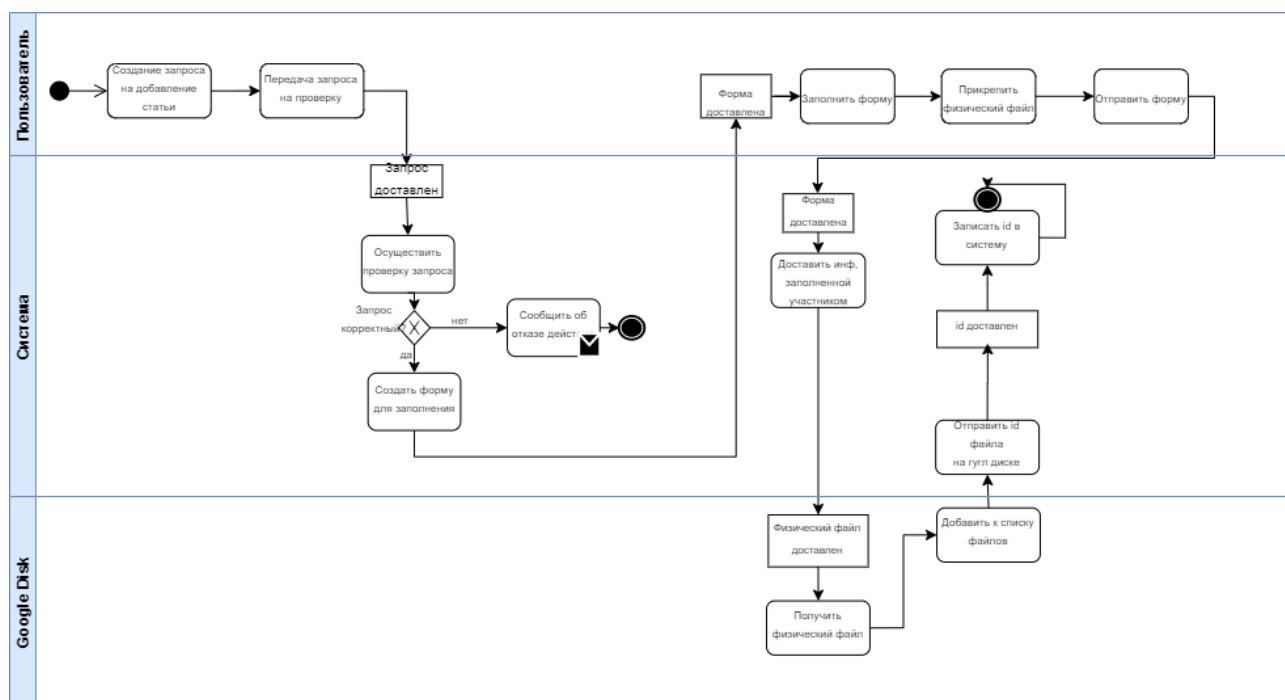 Пользователь
Создание запроса
на добавление
статьи
Передача запроса
на проверку
Форма
доставлена
Заполнить форму
Прикрепить
физический файл
Отправить форму
Система
Запрос
доставлен
Осуществить
проверку запроса
Запрос
корректный?
нет
да
Сообщить об
отказе действ
Создать форму
для заполнения
Форма
доставлена
Доставить инф,
заполненной
участником
Записать id в
систему
id доставлен
Отправить id
файла
на гугл диске
Google Disk
Физический файл
доставлен
Получить
физический файл
Добавить к списку
файлов